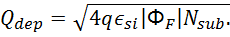 Q_dep = √(4qϵ_si|Φ_F|N_sub).